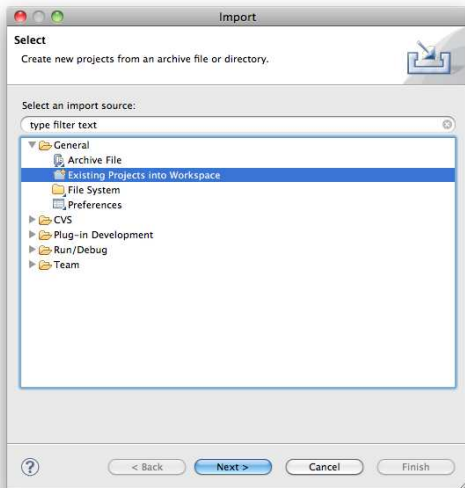 Import
Select
Create new projects from an archive file or directory.
Select an import source:
type filter text
General
Archive File
Existing Projects into Workspace
File System
Preferences
CVS
Plug-in Development
Run/Debug
Team
?
< Back
Next >
Cancel
Finish